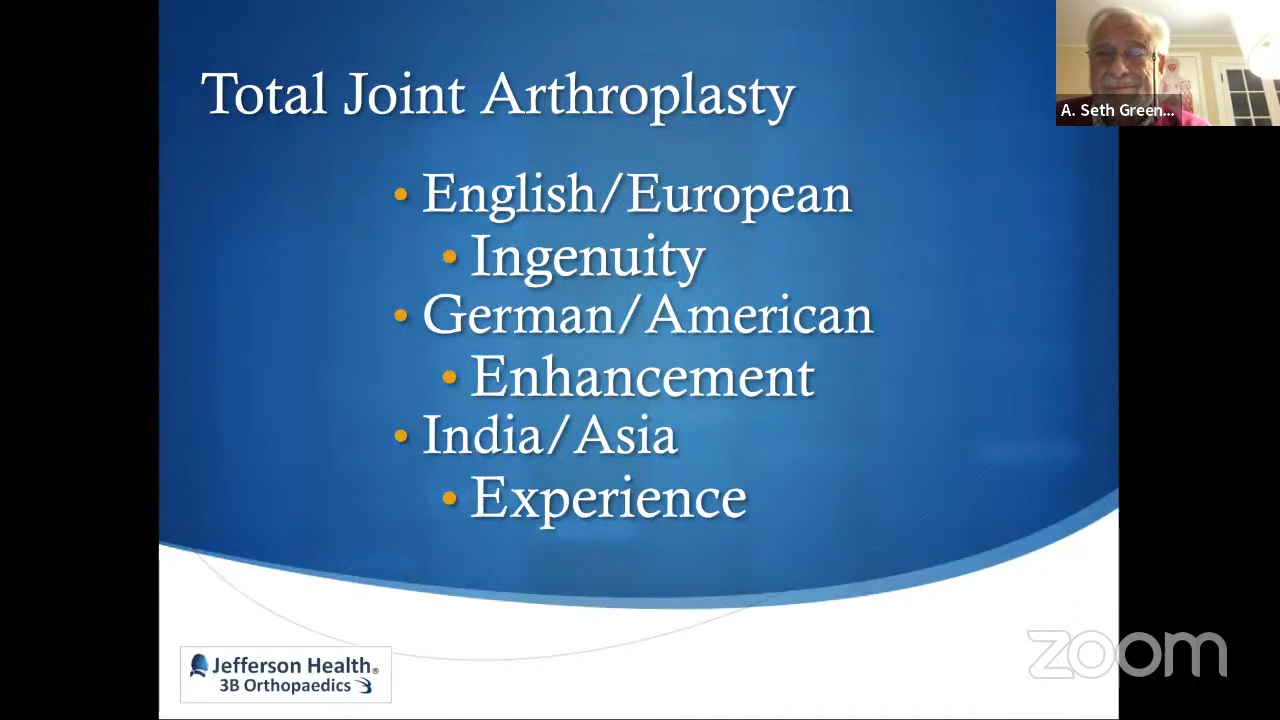 Total Joint Arthroplasty
• English/European
• Ingenuity
• German/American
• Enhancement
• India/Asia
• Experience
A. Seth Green...
Jefferson Health®
3B Orthopaedics
zoom